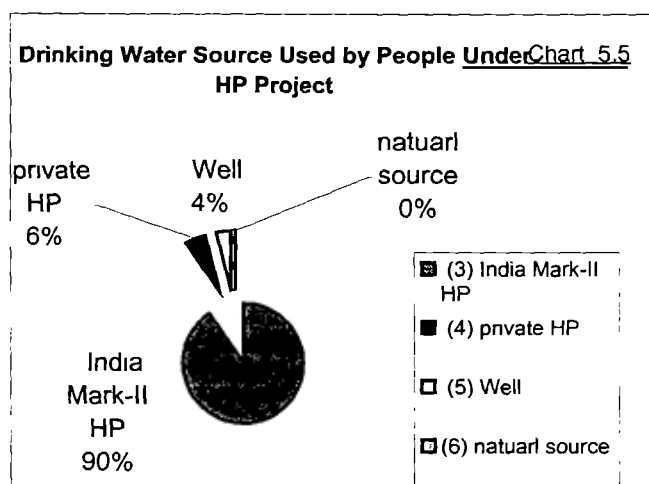 Drinking Water Source Used by People Under Chart 5.5
HP Project
private
HP
6%
Well
4%
natuarl
source
0%
India
Mark-II
HP
90%
(3) India Mark-II
HP
(4) private HP
(5) Well
(6) natuarl source